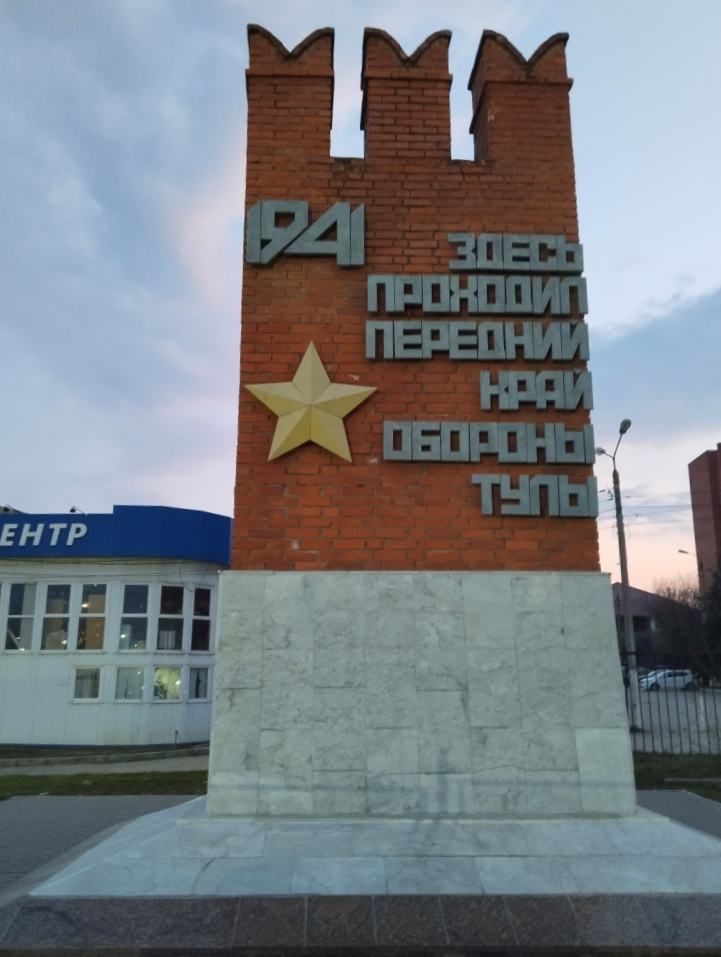 1941
ЗДЕСЬ
ПРОХОДИЛ
ПЕРЕДНИЙ
КРАЙ
ОБОРОНЫ
ТУЛЫ
ЕНТР